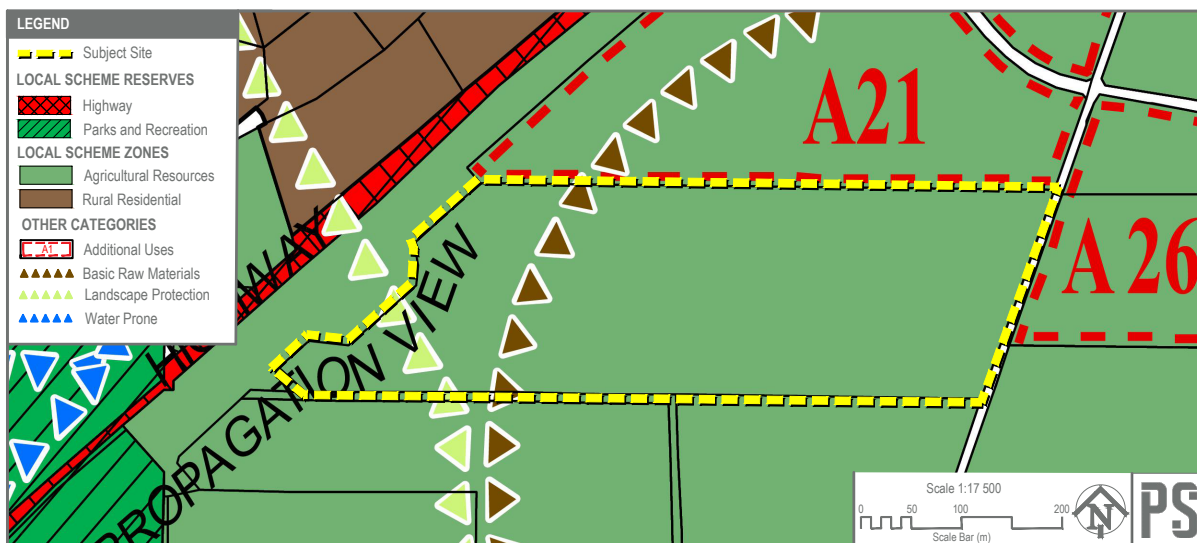 LEGEND
Subject Site
LOCAL SCHEME RESERVES
Highway
Parks and Recreation
LOCAL SCHEME ZONES
Agricultural Resources
Rural Residential
OTHER CATEGORIES
A1 Additional Uses
Basic Raw Materials
Landscape Protection
Water Prone
A21
A 26
PROPAGATION VIEW
Scale 1:17 500
0 50 100 200
Scale Bar (m)
N
PS